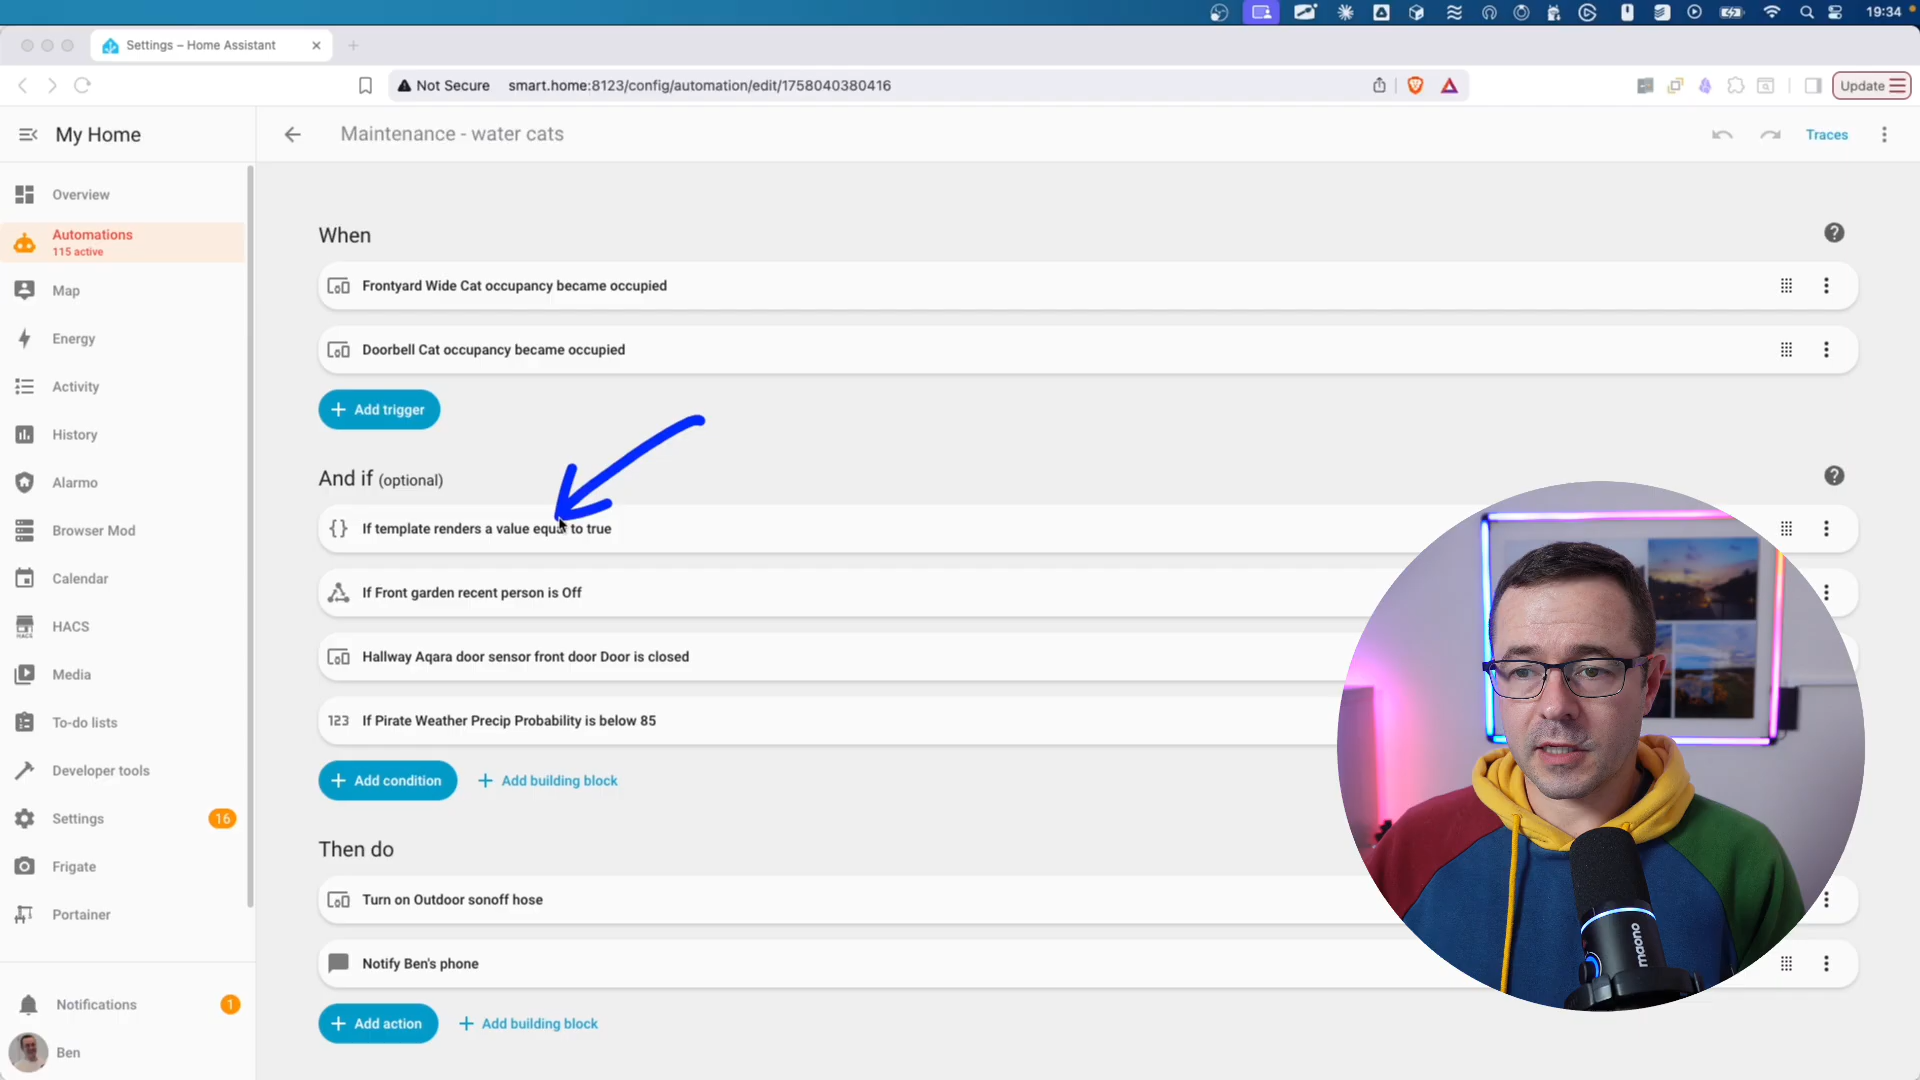 19:34
Settings – Home Assistant
Not Secure smart.home:8123/config/automation/edit/1758040380416
Update
My Home
Maintenance - water cats
Traces
Overview
Automations
115 active
Map
Energy
Activity
History
Alarmo
Browser Mod
Calendar
HACS
HACS
Media
To-do lists
Developer tools
Settings 16
Frigate
Portainer
Notifications 1
Ben
When
Frontyard Wide Cat occupancy became occupied
Doorbell Cat occupancy became occupied
Add trigger
And if (optional)
If template renders a value equal to true
If Front garden recent person is Off
Hallway Aqara door sensor front door Door is closed
123 If Pirate Weather Precip Probability is below 85
Add condition Add building block
Then do
Turn on Outdoor sonoff hose
Notify Ben's phone
Add action Add building block
maono